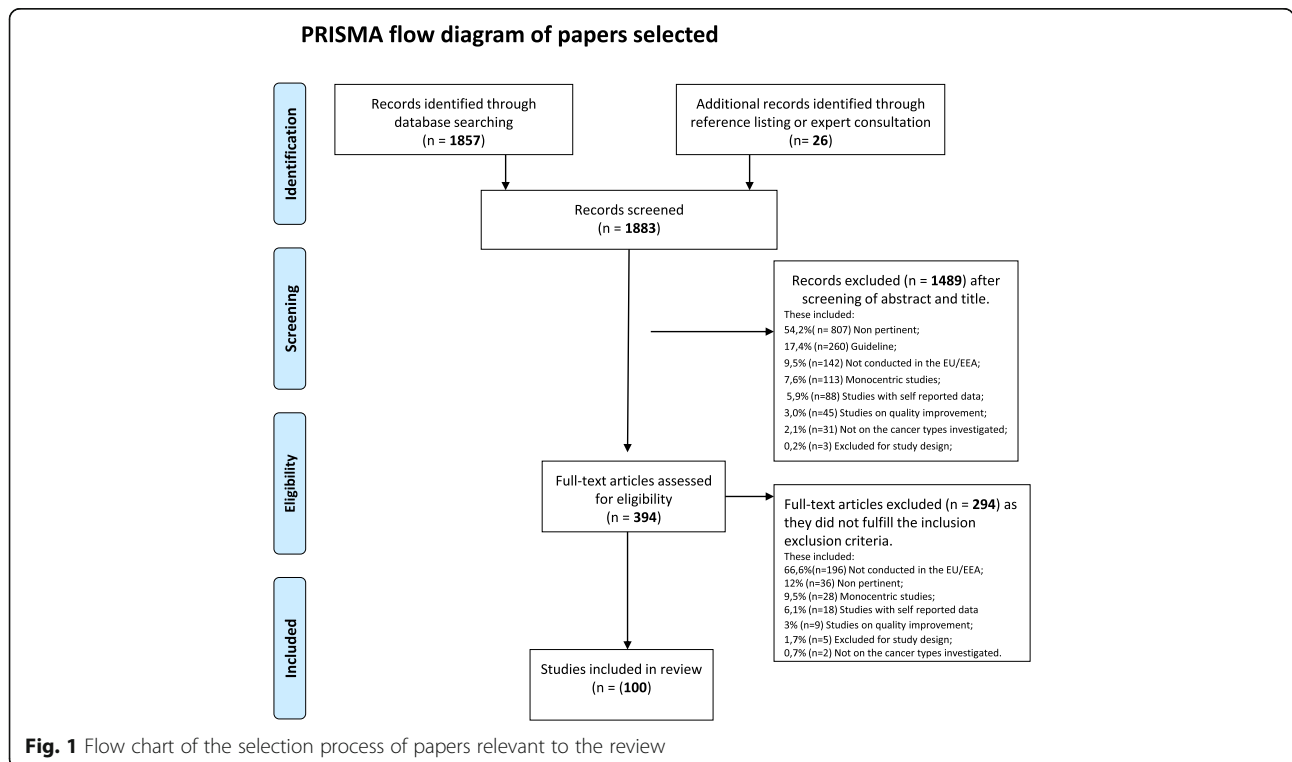 PRISMA flow diagram of papers selected
Identification
Records identified through
database searching
(n = 1857)
Additional records identified through
reference listing or expert consultation
(n= 26)
Records screened
(n = 1883)
Screening
Records excluded (n = 1489) after
screening of abstract and title.
These included:
54,2%( n= 807) Non pertinent;
17,4% (n=260) Guideline;
9,5% (n=142) Not conducted in the EU/EEA;
7,6% (n=113) Monocentric studies;
5,9% (n=88) Studies with self reported data;
3,0% (n=45) Studies on quality improvement;
2,1% (n=31) Not on the cancer types investigated;
0,2% (n=3) Excluded for study design;
Eligibility
Full-text articles assessed
for eligibility
(n = 394)
Full-text articles excluded (n = 294) as
they did not fulfill the inclusion
exclusion criteria.
These included:
66,6%(n=196) Not conducted in the EU/EEA;
12% (n=36) Non pertinent;
9,5% (n=28) Monocentric studies;
6,1% (n=18) Studies with self reported data
3% (n=9) Studies on quality improvement;
1,7% (n=5) Excluded for study design;
0,7% (n=2) Not on the cancer types investigated.
Included
Studies included in review
(n = (100)
Fig. 1 Flow chart of the selection process of papers relevant to the review